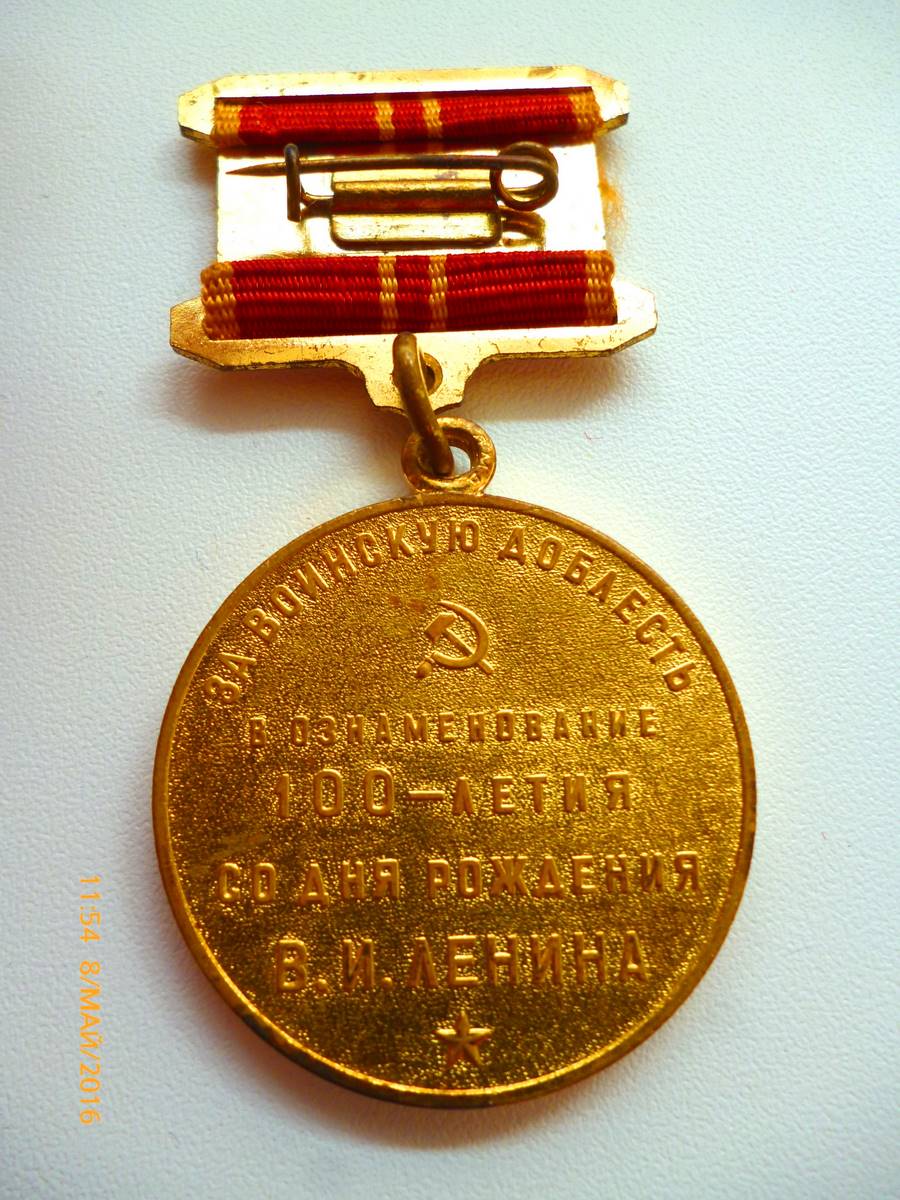 ЗА ВОИНСКУЮ ДОБЛЕСТЬ
В ОЗНАМЕНОВАНИЕ
100-ЛЕТИЯ
СО ДНЯ РОЖДЕНИЯ
В.И.ЛЕНИНА
11:54 8/МАЙ/2016